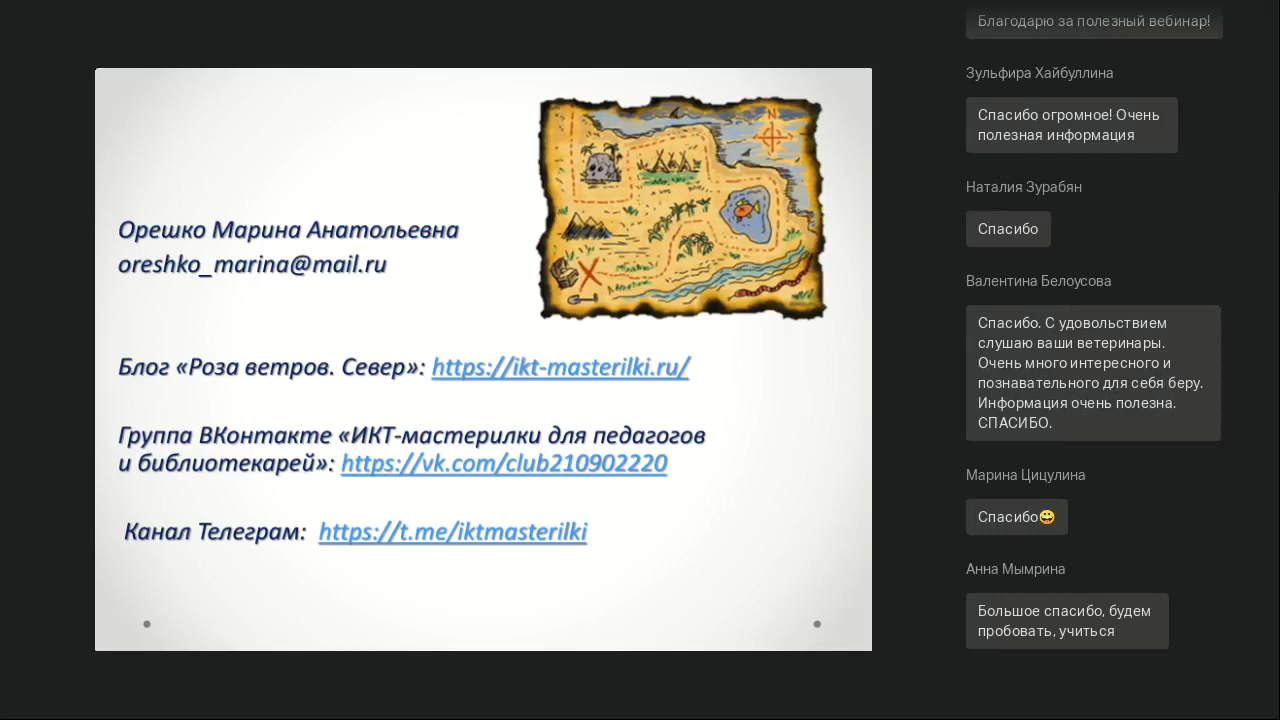 Орешко Марина Анатольевна
oreshko_marina@mail.ru
Блог «Роза ветров. Север»: https://ikt-masterilki.ru/
Группа ВКонтакте «ИКТ-мастерилки для педагогов
и библиотекарей»: https://vk.com/club210902220
Канал Телеграм: https://t.me/iktmasterilki
N
Благодарю за полезный вебинар!
Зульфира Хайбуллина
Спасибо огромное! Очень
полезная информация
Наталия Зурабян
Спасибо
Валентина Белоусова
Спасибо. С удовольствием
слушаю ваши ветеринары.
Очень много интересного и
познавательного для себя беру.
Информация очень полезна.
СПАСИБО.
Марина Цицулина
Спасибо😀
Анна Мымрина
Большое спасибо, будем
пробовать, учиться